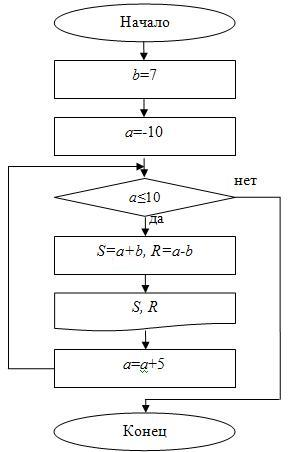 Начало
b=7
a=-10
нет
a≤10
да
S=a+b, R=a-b
S, R
a=a+5
Конец